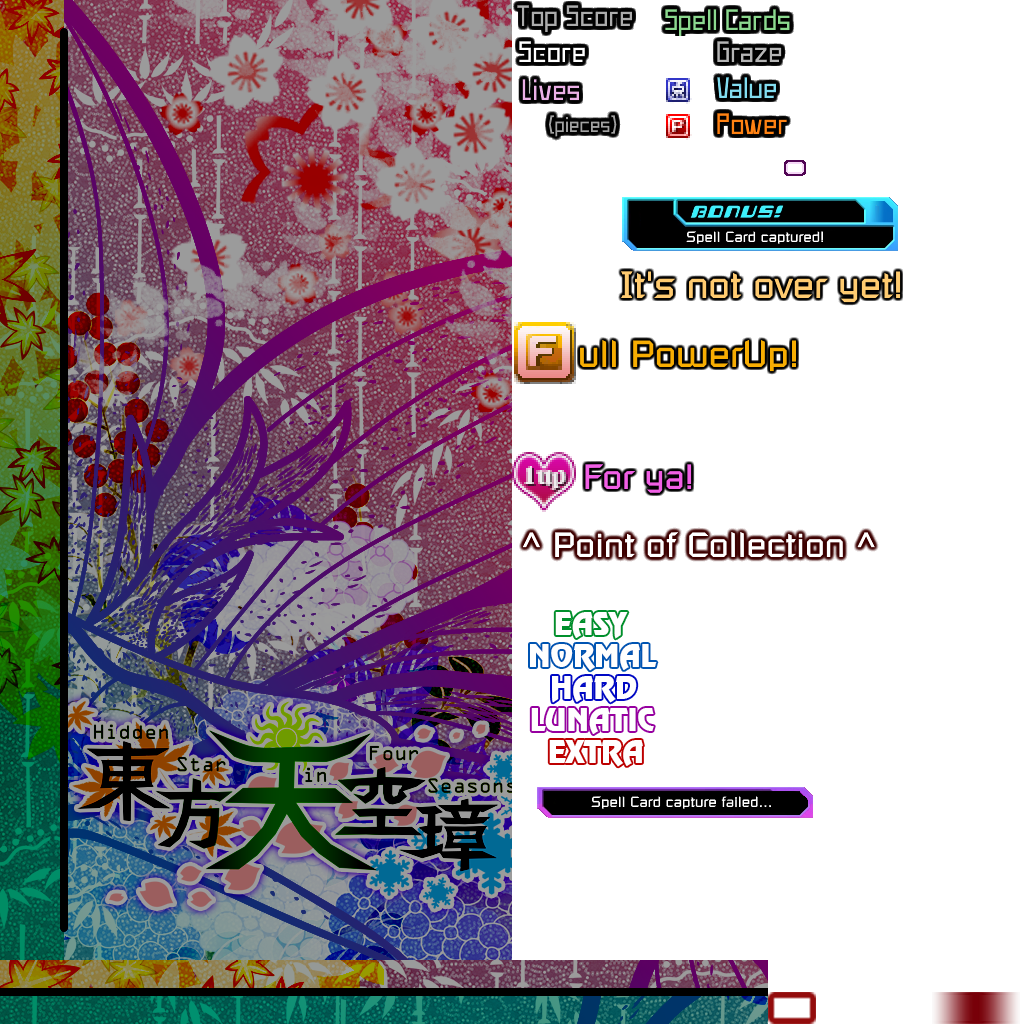 Top Score
Spell Cards
Score
Graze
Lives
Value
(pieces)
P
Power
BONUS!
Spell Card captured!
It's not over yet!
Full PowerUp!
1up For ya!
^ Point of Collection ^
EASY
NORMAL
HARD
LUNATIC
EXTRA
Spell Card capture failed...
Hidden Star in Four Seasons
東方天空璋